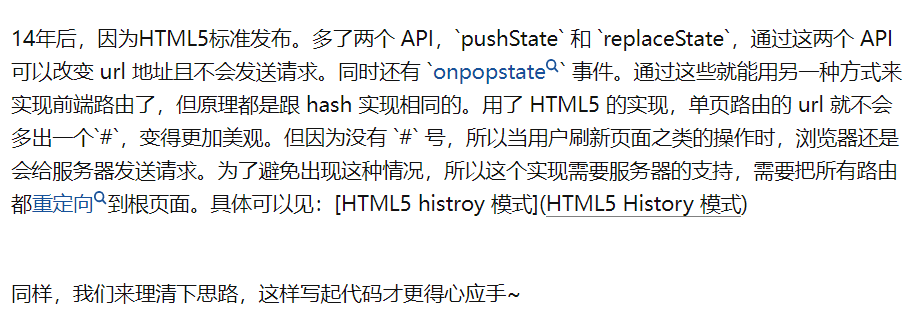 14年后，因为HTML5标准发布。多了两个 API，`pushState` 和 `replaceState`，通过这两个 API
可以改变 url 地址且不会发送请求。同时还有 `onpopstate` 事件。通过这些就能用另一种方式来
实现前端路由了，但原理都是跟 hash 实现相同的。用了 HTML5 的实现，单页路由的 url 就不会
多出一个`#`，变得更加美观。但因为没有 `#` 号，所以当用户刷新页面之类的操作时，浏览器还是
会给服务器发送请求。为了避免出现这种情况，所以这个实现需要服务器的支持，需要把所有路由
都重定向到根页面。具体可以见：[HTML5 histroy 模式](HTML5 History 模式)
同样，我们来理清下思路，这样写起代码才更得心应手~